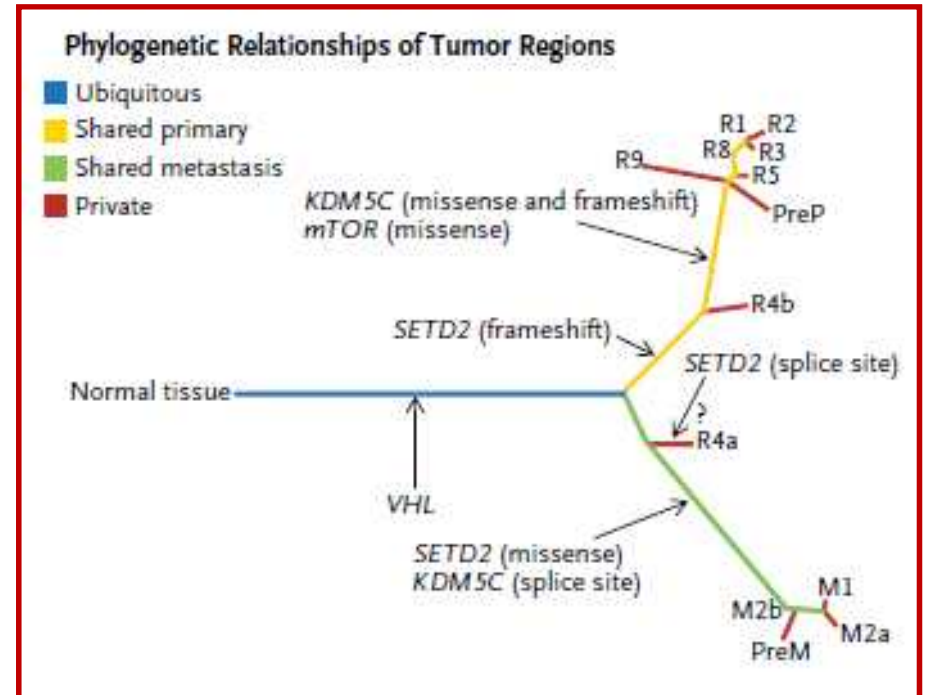 Phylogenetic Relationships of Tumor Regions
Ubiquitous
Shared primary
Shared metastasis
Private
R1
R2
R8
R3
R9
R5
PreP
KDM5C (missense and frameshift)
mTOR (missense)
R4b
SETD2 (frameshift)
SETD2 (splice site)
Normal tissue
?
R4a
VHL
SETD2 (missense)
KDM5C (splice site)
M1
M2b
M2a
PreM